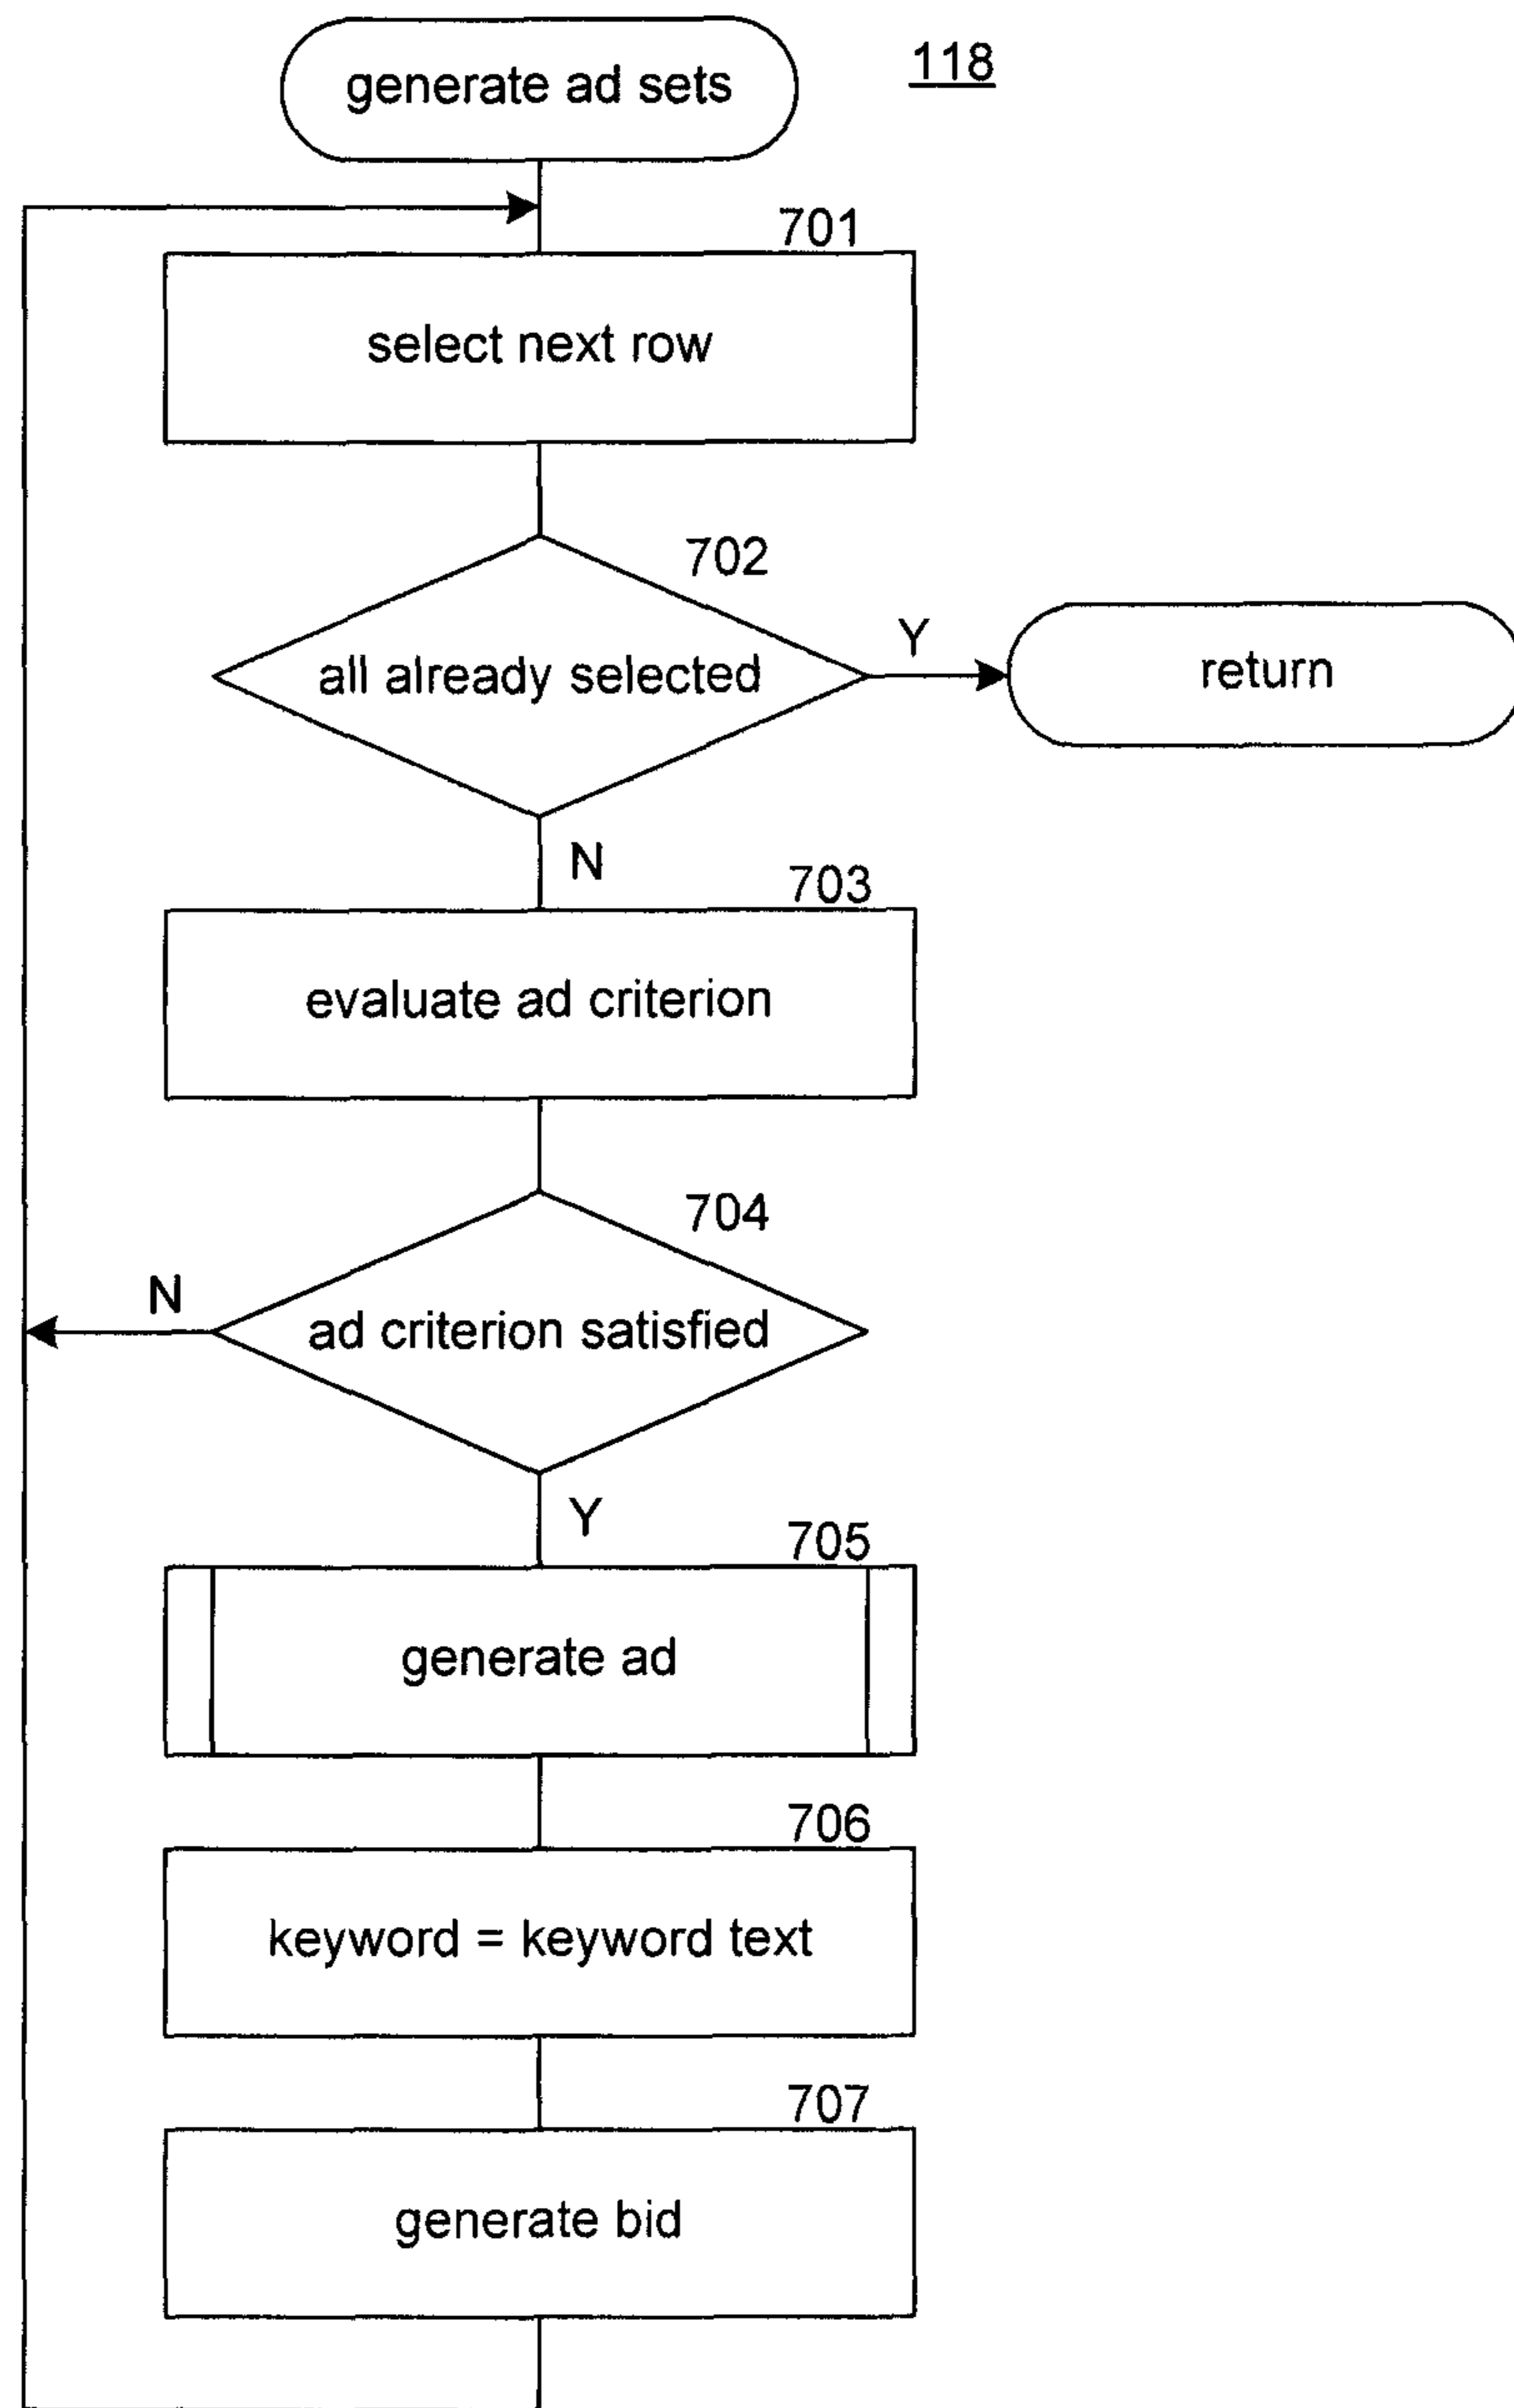 generate ad sets
118
701
select next row
702
all already selected
Y
return
N
703
evaluate ad criterion
704
N
ad criterion satisfied
Y
705
generate ad
706
keyword = keyword text
707
generate bid